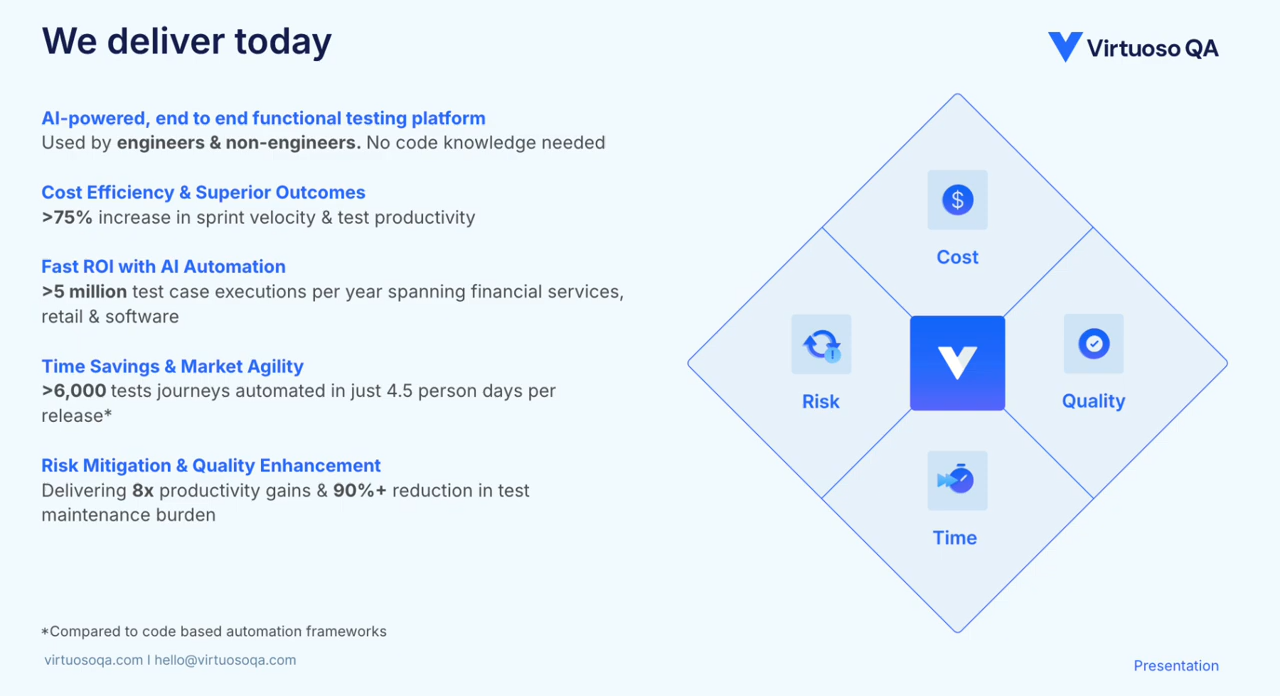 We deliver today
Virtuoso QA
AI-powered, end to end functional testing platform
Used by engineers & non-engineers. No code knowledge needed
Cost Efficiency & Superior Outcomes
>75% increase in sprint velocity & test productivity
Fast ROI with AI Automation
>5 million test case executions per year spanning financial services,
retail & software
Time Savings & Market Agility
>6,000 tests journeys automated in just 4.5 person days per
release*
Risk Mitigation & Quality Enhancement
Delivering 8x productivity gains & 90%+ reduction in test
maintenance burden
$
Cost
Risk
Quality
Time
*Compared to code based automation frameworks
virtuosoqa.com I hello@virtuosoqa.com
Presentation